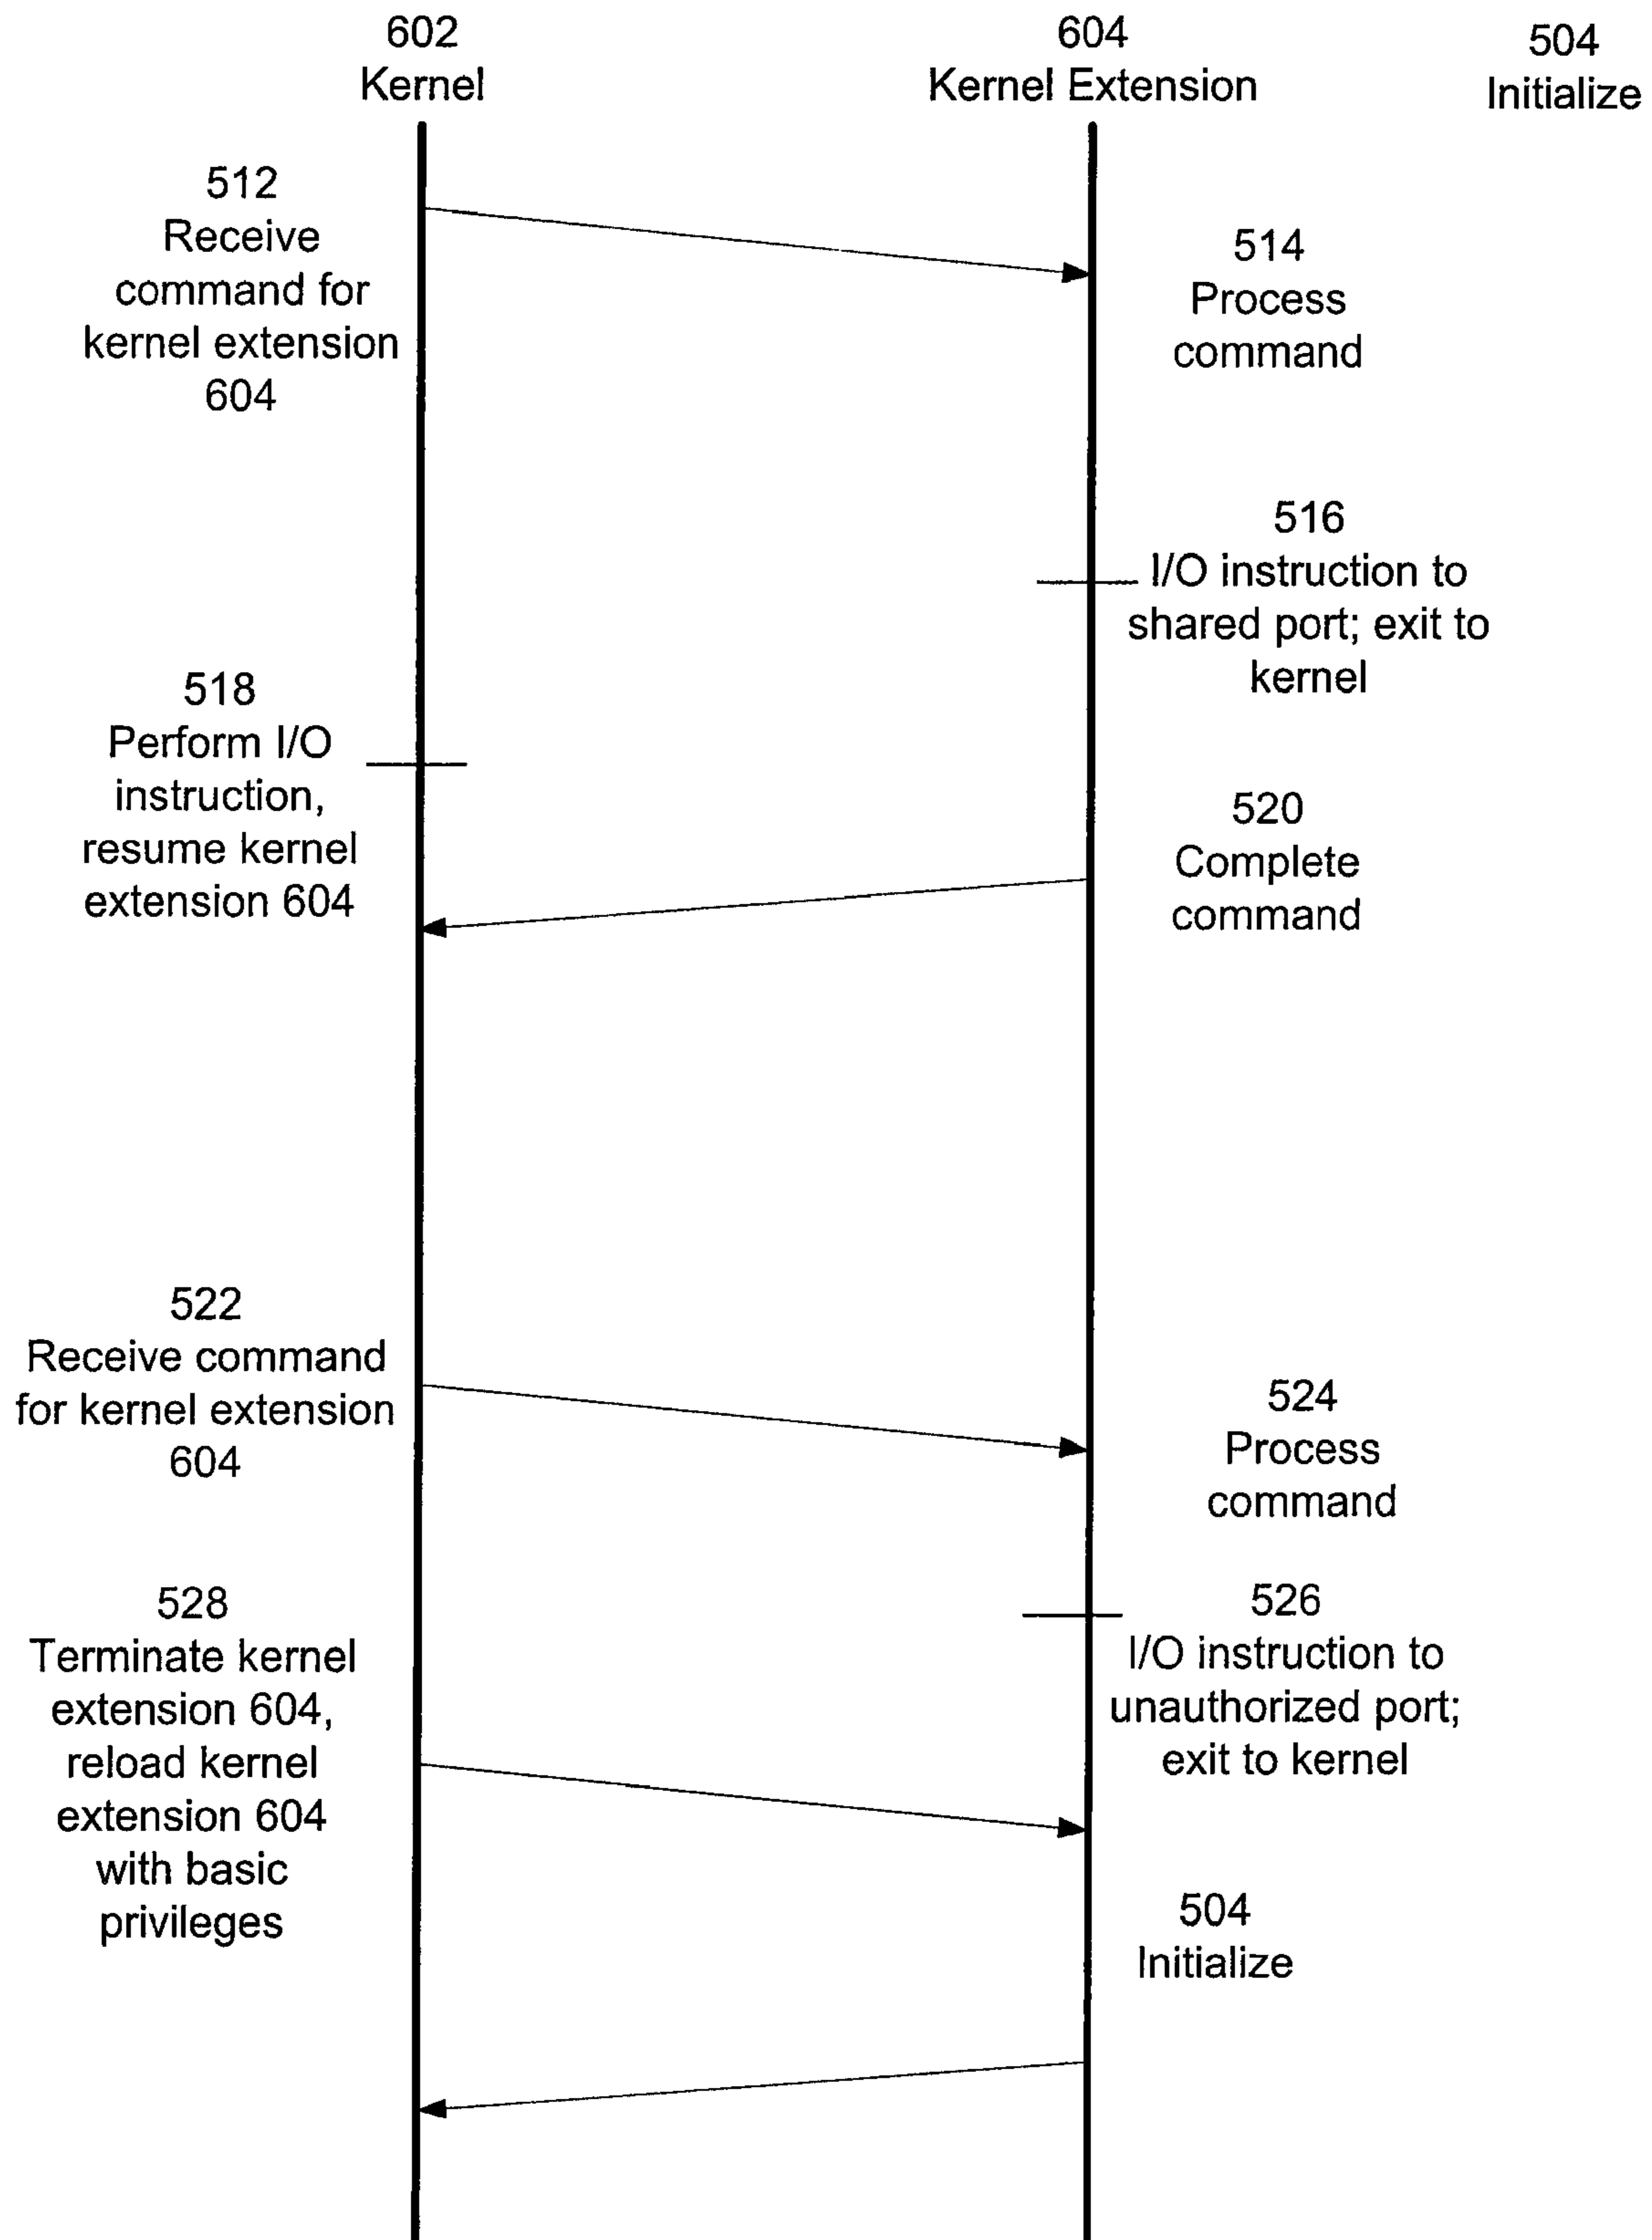 602
Kernel
604
Kernel Extension
504
Initialize
512
Receive
command for
kernel extension
604
514
Process
command
516
I/O instruction to
shared port; exit to
kernel
518
Perform I/O
instruction,
resume kernel
extension 604
520
Complete
command
522
Receive command
for kernel extension
604
524
Process
command
526
I/O instruction to
unauthorized port;
exit to kernel
528
Terminate kernel
extension 604,
reload kernel
extension 604
with basic
privileges
504
Initialize